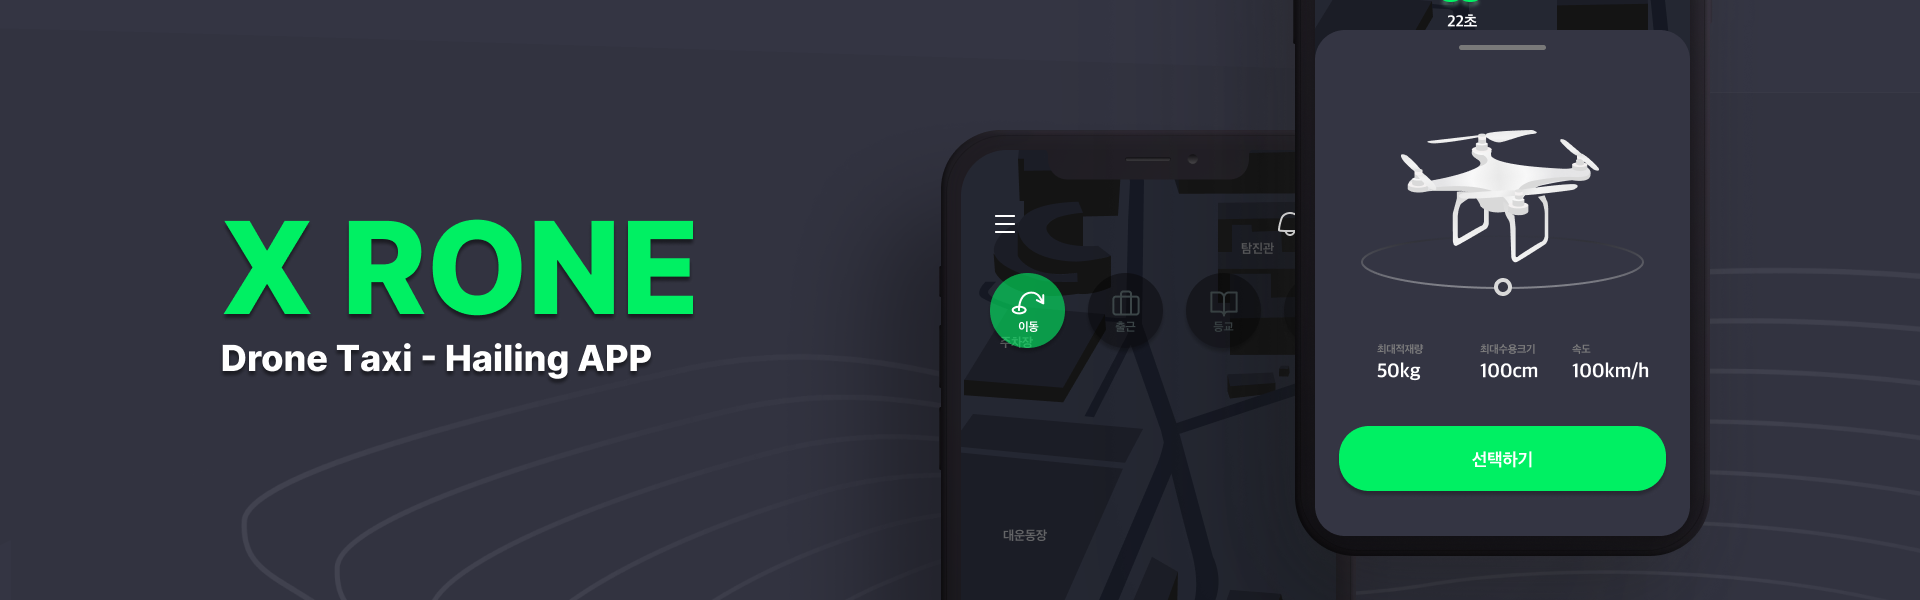 X RONE
Drone Taxi - Hailing APP
탐진관
이동
출근
등교
주차장
대운동장
22초
최대적재량
최대수용크기
속도
50kg
100cm
100km/h
선택하기